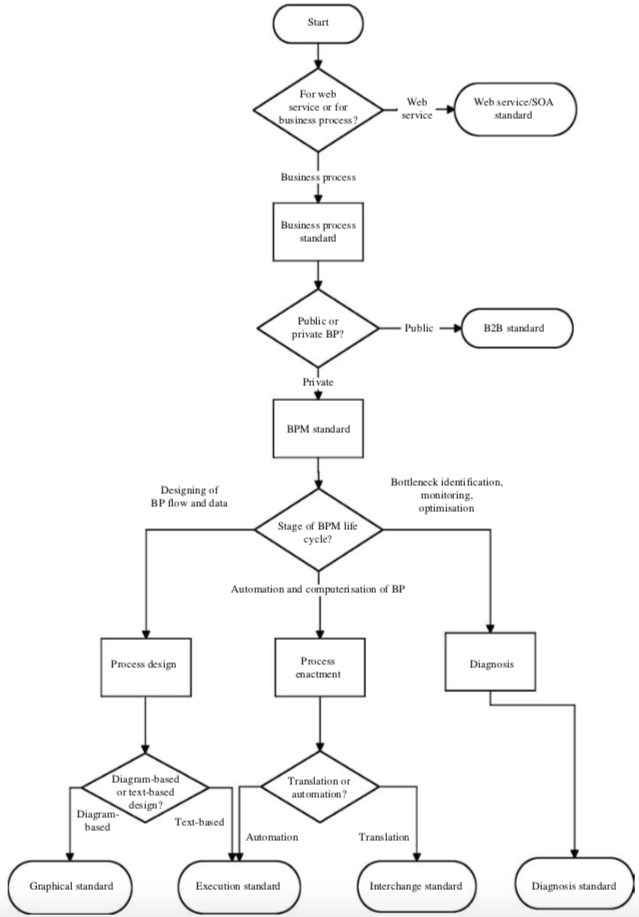 Start
For web
service or for
business process?
Web
service
Web service/SOA
standard
Business process
Business process
standard
Public or
private BP?
Public
B2B standard
Private
BPM standard
Designing of
BP flow and data
Bottleneck identification,
monitoring,
optimisation
Stage of BPM life
cycle?
Automation and computerisation of BP
Process design
Process
enactment
Diagnosis
Diagram-based
or text-based
design?
Translation or
automation?
Diagram-
based
Text-based
Automation
Translation
Graphical standard
Execution standard
Interchange standard
Diagnosis standard